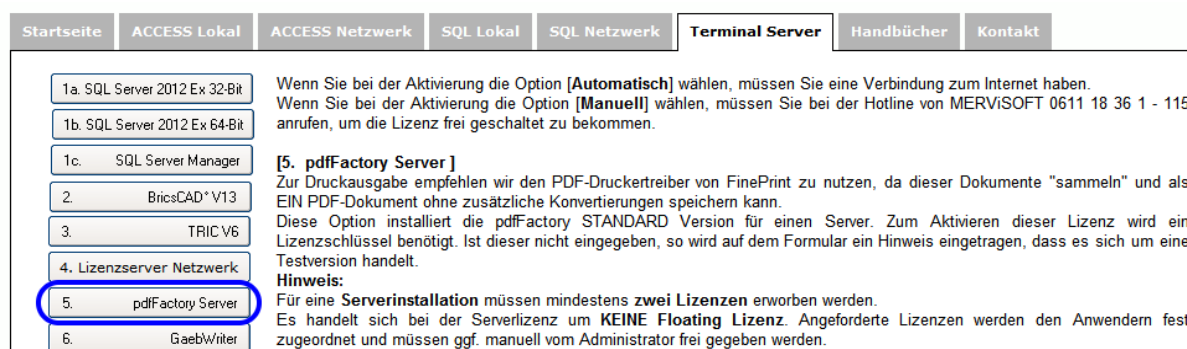 Startseite ACCESS Lokal ACCESS Netzwerk SQL Lokal SQL Netzwerk Terminal Server Handbücher Kontakt
1a. SQL Server 2012 Ex 32-Bit
1b. SQL Server 2012 Ex 64-Bit
1c. SQL Server Manager
2. BricsCAD® V13
3. TRIC V6
4. Lizenzserver Netzwerk
5. pdfFactory Server
6. GaebWriter
Wenn Sie bei der Aktivierung die Option [Automatisch] wählen, müssen Sie eine Verbindung zum Internet haben.
Wenn Sie bei der Aktivierung die Option [Manuell] wählen, müssen Sie bei der Hotline von MERViSOFT 0611 18 36 1 - 115
anrufen, um die Lizenz frei geschaltet zu bekommen.
[5. pdfFactory Server ]
Zur Druckausgabe empfehlen wir den PDF-Druckertreiber von FinePrint zu nutzen, da dieser Dokumente "sammeln" und als
EIN PDF-Dokument ohne zusätzliche Konvertierungen speichern kann.
Diese Option installiert die pdfFactory STANDARD Version für einen Server. Zum Aktivieren dieser Lizenz wird ein
Lizenzschlüssel benötigt. Ist dieser nicht eingegeben, so wird auf dem Formular ein Hinweis eingetragen, dass es sich um eine
Testversion handelt.
Hinweis:
Für eine Serverinstallation müssen mindestens zwei Lizenzen erworben werden.
Es handelt sich bei der Serverlizenz um KEINE Floating Lizenz. Angeforderte Lizenzen werden den Anwendern fest
zugeordnet und müssen ggf. manuell vom Administrator frei gegeben werden.